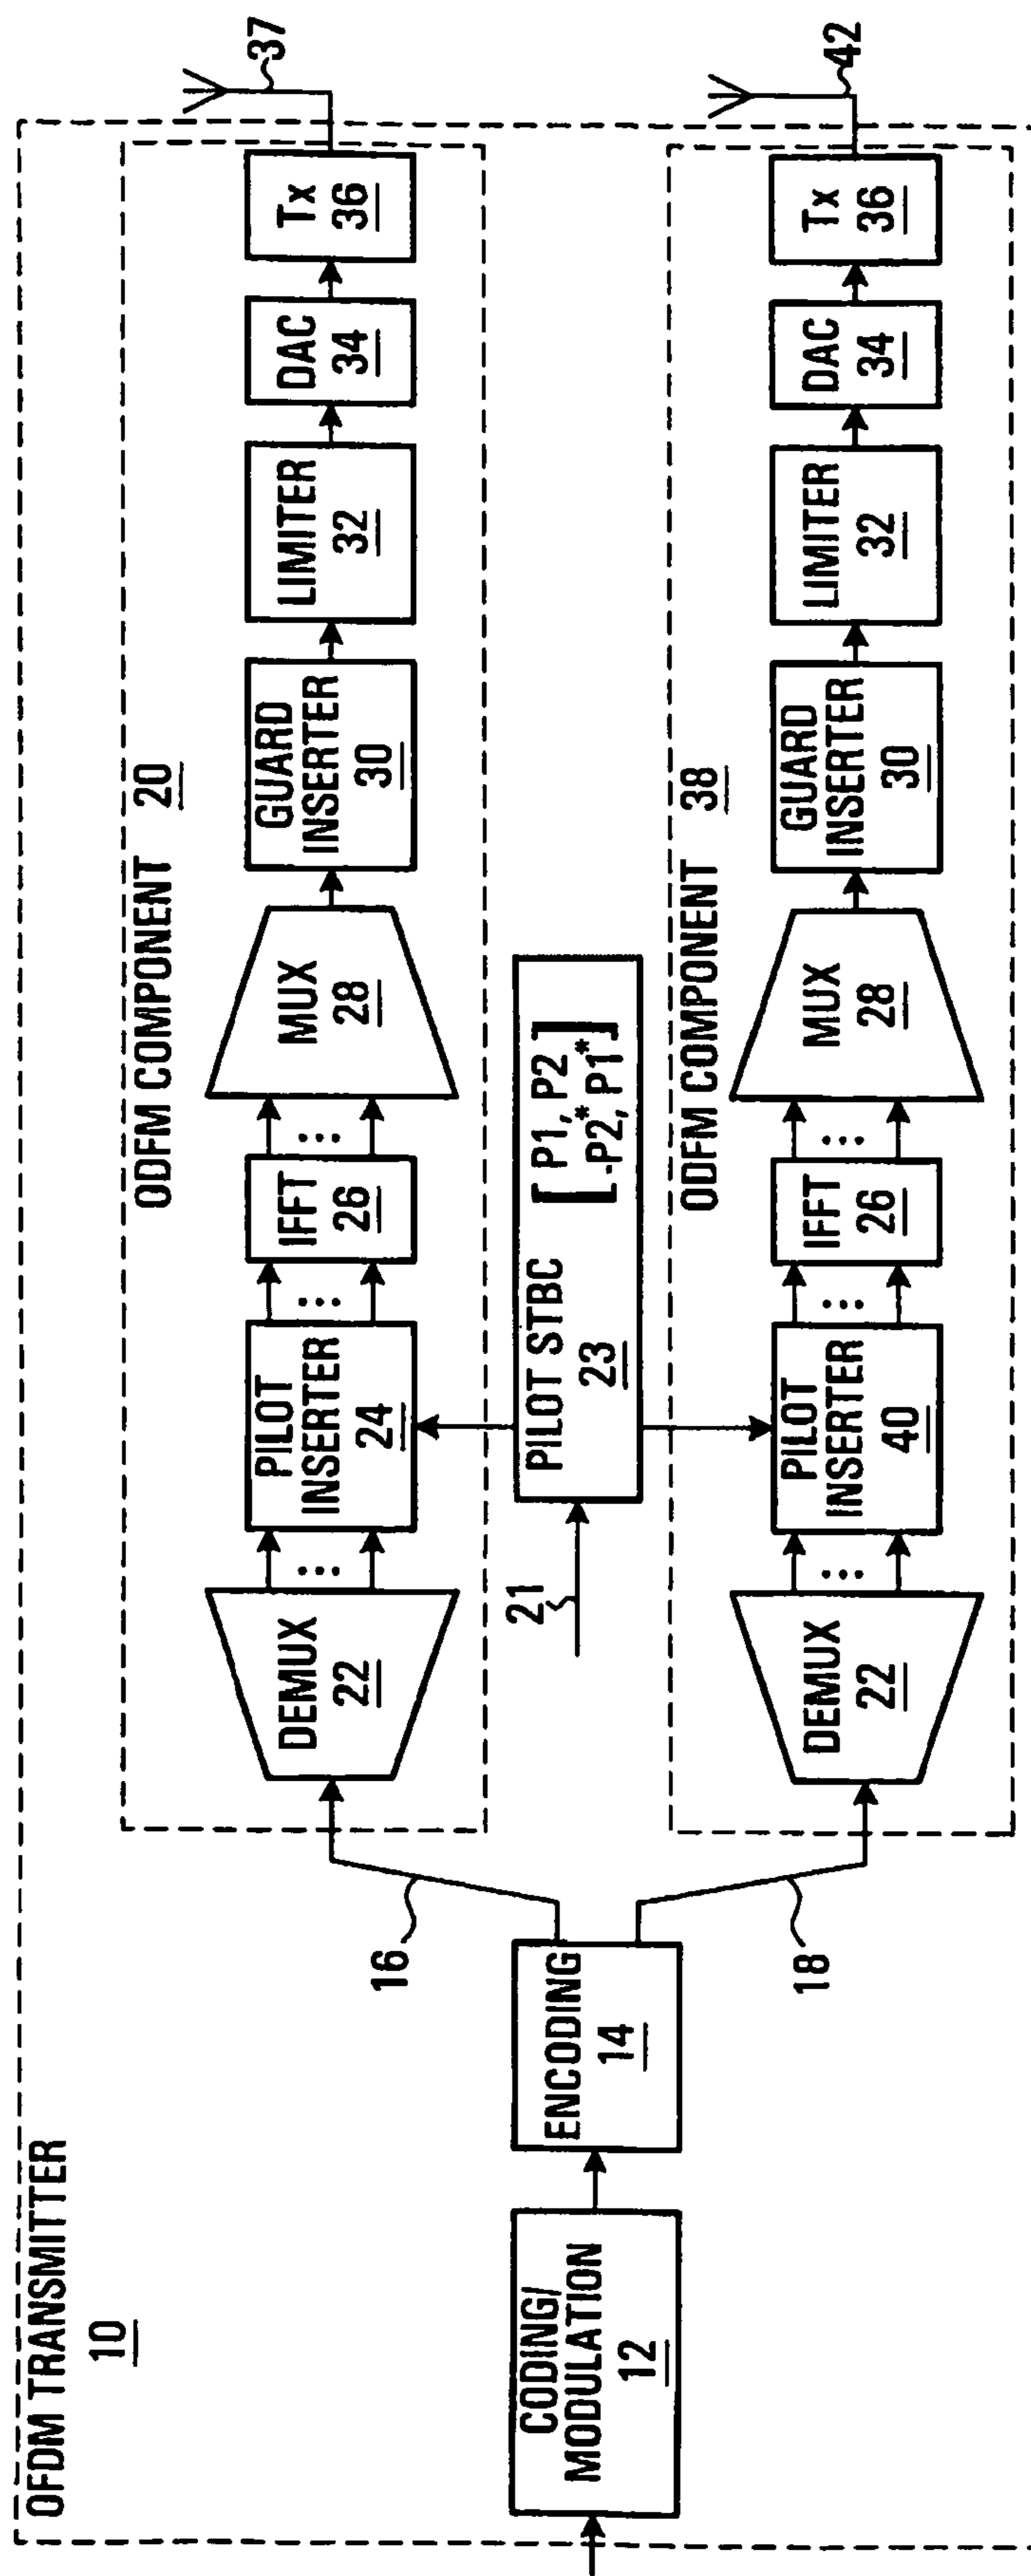 OFDM TRANSMITTER
10
CODING/
MODULATION
12
ENCODING
14
16
18
ODFM COMPONENT 20
DEMUX
22
PILOT
INSERTER
24
IFFT
26
MUX
28
GUARD
INSERTER
30
LIMITER
32
DAC
34
Tx
36
37
21
PILOT STBC
23
[ P1, P2
-P2*, P1* ]
ODFM COMPONENT 38
DEMUX
22
PILOT
INSERTER
40
IFFT
26
MUX
28
GUARD
INSERTER
30
LIMITER
32
DAC
34
Tx
36
42